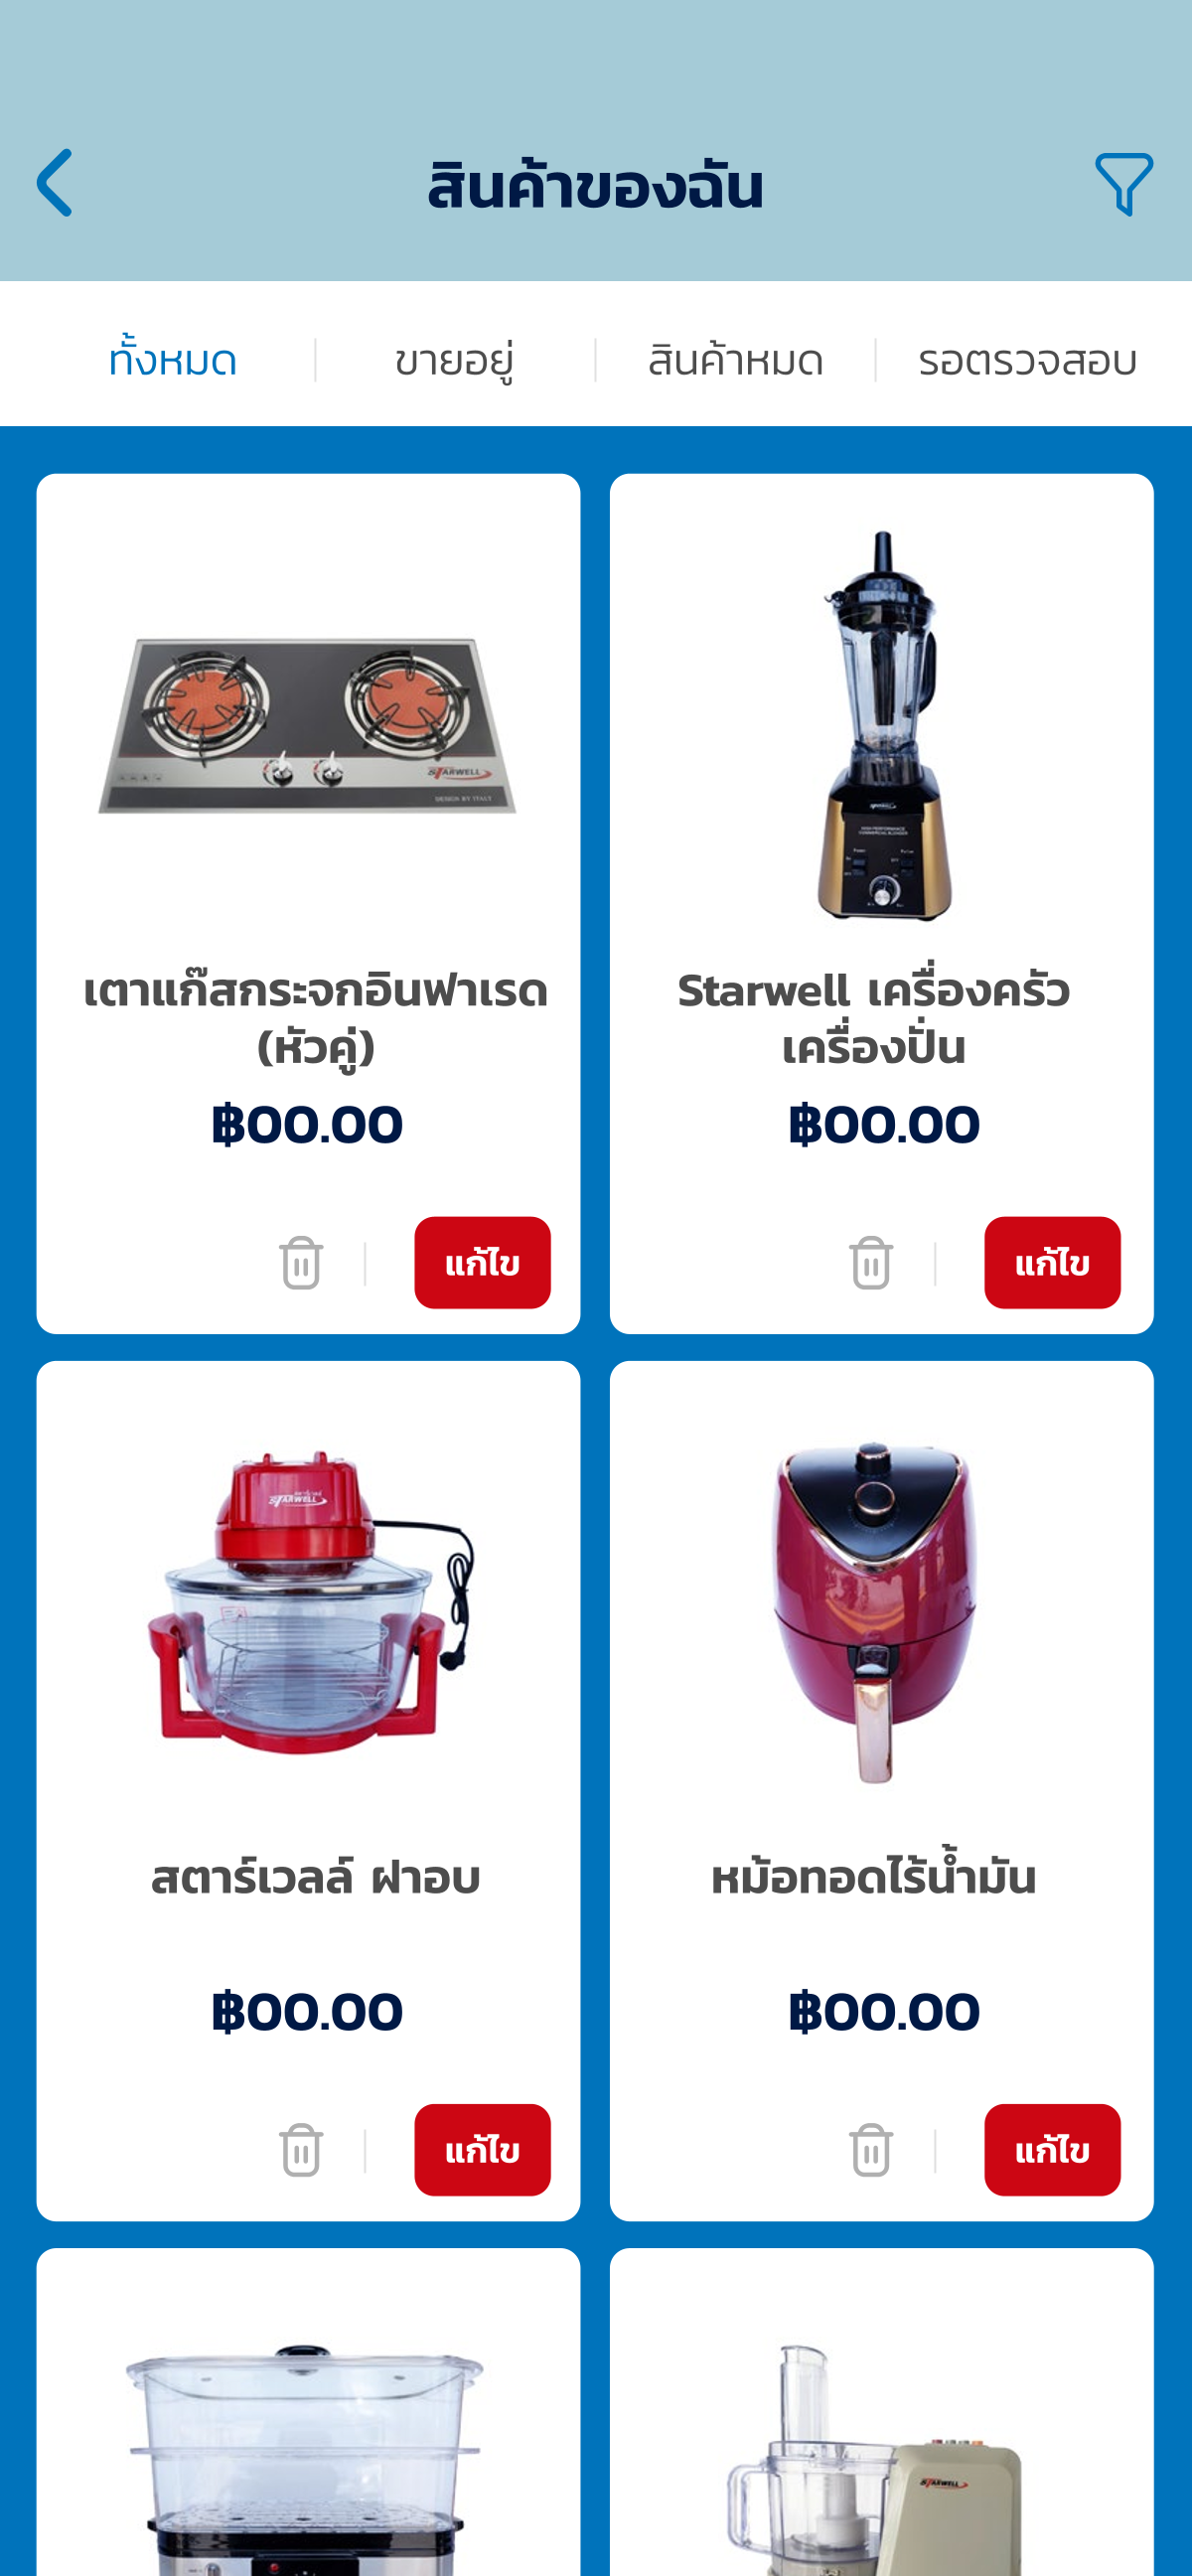 สินค้าของฉัน
ทั้งหมด
ขายอยู่
สินค้าหมด
รอตรวจสอบ
STARWELL
DESIGN BY ITALY
HIGH PERFORMANCE
COMMERCIAL BLENDER
เตาแก๊สกระจกอินฟาเรด
(หัวคู่)
฿00.00
แก้ไข
Starwell เครื่องครัว
เครื่องปั่น
฿00.00
แก้ไข
STARWELL
สตาร์เวลล์ ฝาอบ
฿00.00
แก้ไข
หม้อทอดไร้น้ำมัน
฿00.00
แก้ไข
STARWELL